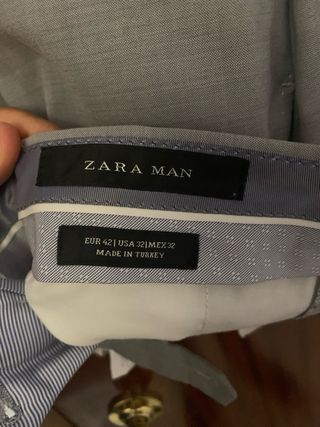 ZARA MAN
EUR 42 | USA 32 | MEX 32
MADE IN TURKEY